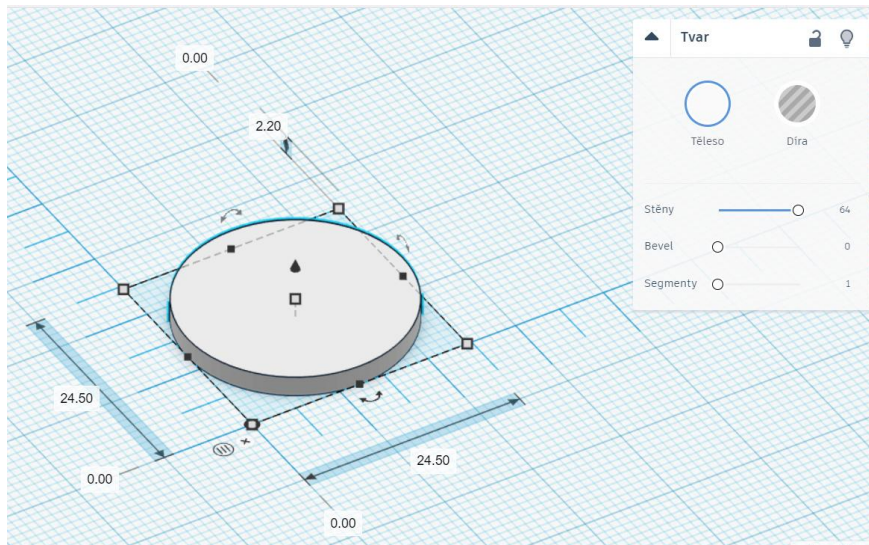 0.00
2.20
24.50
0.00
24.50
0.00
Tvar
Těleso
Díra
Stěny 64
Bevel 0
Segmenty 1